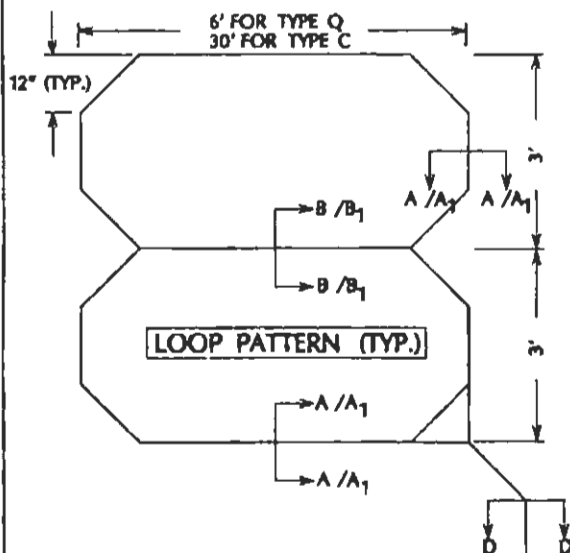 6' FOR TYPE Q
30' FOR TYPE C
12" (TYP.)
3'
A /A1 A /A1
B /B1
B /B1
LOOP PATTERN (TYP.)
3'
A /A1
A /A1
D D